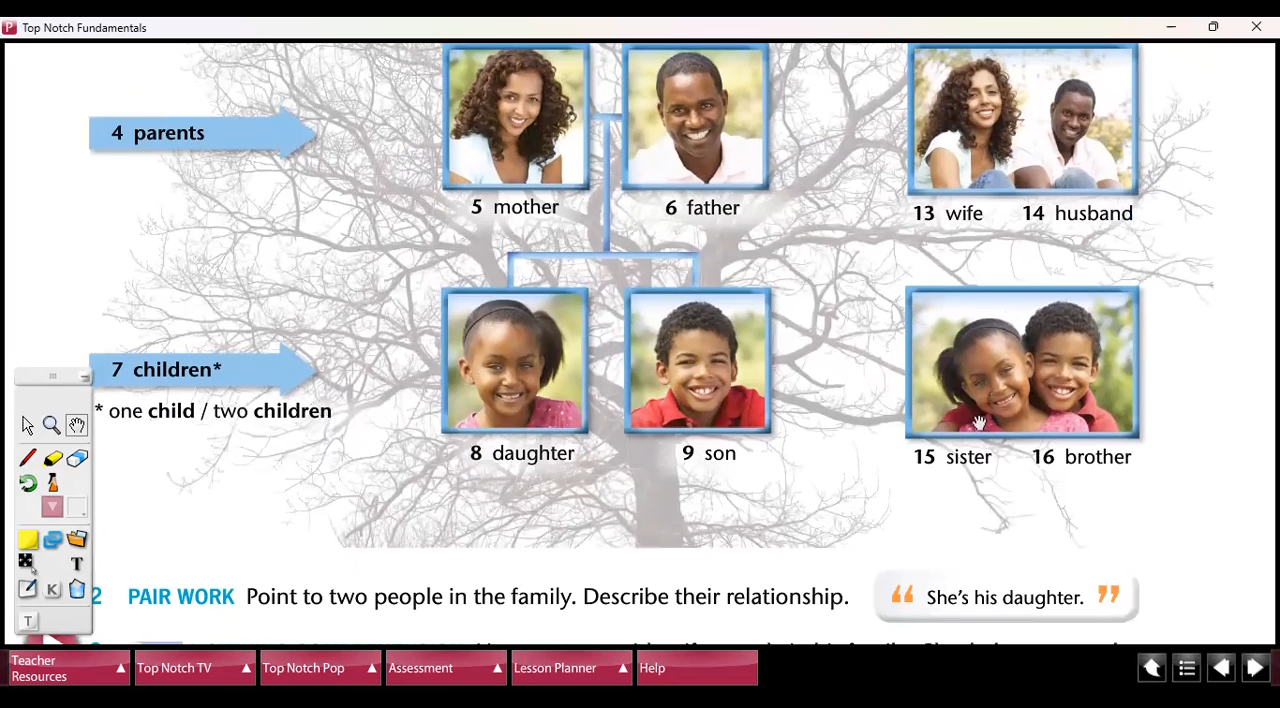 Top Notch Fundamentals
4 parents
5 mother
6 father
13 wife
14 husband
7 children*
* one child / two children
8 daughter
9 son
15 sister
16 brother
2 PAIR WORK Point to two people in the family. Describe their relationship.
“ She's his daughter. ”
T
K
T
Teacher
Resources
Top Notch TV
Top Notch Pop
Assessment
Lesson Planner
Help